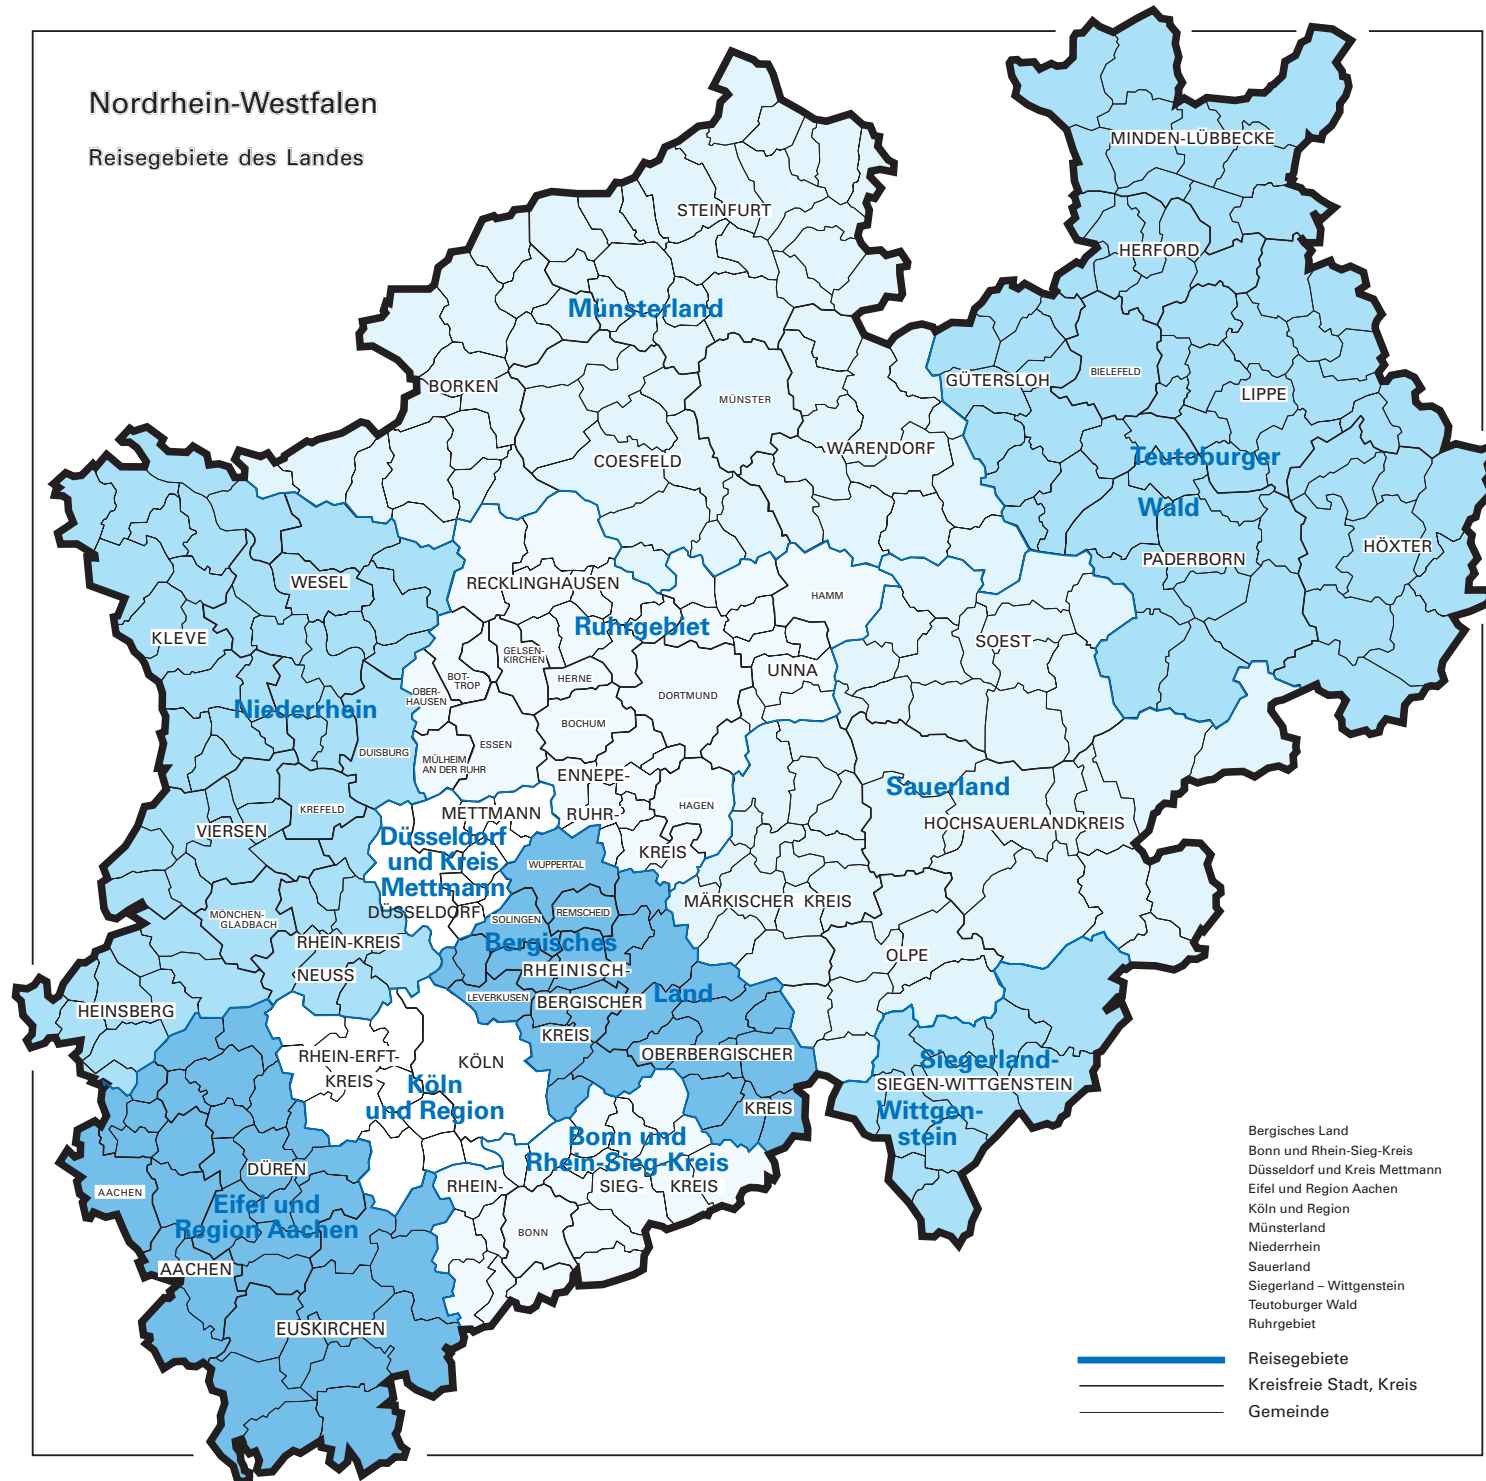 Nordrhein-Westfalen
Reisegebiete des Landes
MINDEN-LÜBBECKE
STEINFURT
HERFORD
Münsterland
BIELEFELD
GÜTERSLOH
BORKEN
LIPPE
MÜNSTER
WARENDORF
COESFELD
Teutoburger
Wald
HÖXTER
PADERBORN
WESEL
RECKLINGHAUSEN
HAMM
Ruhrgebiet
KLEVE
SOEST
GELSEN-
KIRCHEN
UNNA
HERNE
BOT-
TROP
OBER-
HAUSEN
DORTMUND
Niederrhein
BOCHUM
ESSEN
DUISBURG
MÜLHEIM
AN DER RUHR
ENNEPE-
RUHR-
KREIS
Sauerland
HAGEN
KREFELD
METTMANN
HOCHSAUERLANDKREIS
VIERSEN
Düsseldorf
und Kreis
Mettmann
WUPPERTAL
MÄRKISCHER KREIS
DÜSSELDORF
SOLINGEN
REMSCHEID
MÖNCHEN-
GLADBACH
RHEIN-KREIS
NEUSS
Bergisches
Land
OLPE
RHEINISCH-
BERGISCHER
KREIS
LEVERKUSEN
HEINSBERG
OBERBERGISCHER
KREIS
RHEIN-ERFT-
KREIS
KÖLN
Köln
und Region
Siegerland-
SIEGEN-WITTGENSTEIN
Wittgen-
stein
Bonn und
Rhein-Sieg-Kreis
DÜREN
RHEIN-
SIEG-
KREIS
AACHEN
Eifel und
Region Aachen
BONN
AACHEN
EUSKIRCHEN
Bergisches Land
Bonn und Rhein-Sieg-Kreis
Düsseldorf und Kreis Mettmann
Eifel und Region Aachen
Köln und Region
Münsterland
Niederrhein
Sauerland
Siegerland – Wittgenstein
Teutoburger Wald
Ruhrgebiet
Reisegebiete
Kreisfreie Stadt, Kreis
Gemeinde